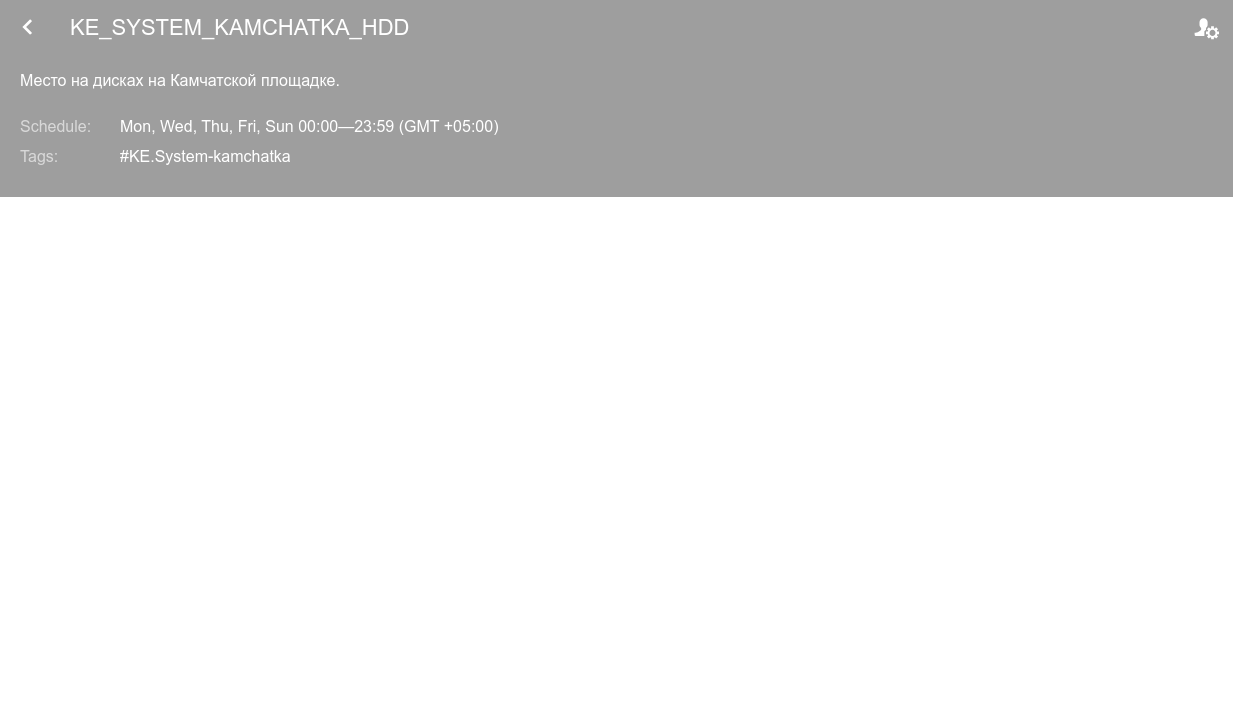 KE_SYSTEM_KAMCHATKA_HDD
Место на дисках на Камчатской площадке.
Schedule: Mon, Wed, Thu, Fri, Sun 00:00—23:59 (GMT +05:00)
Tags: #KE.System-kamchatka